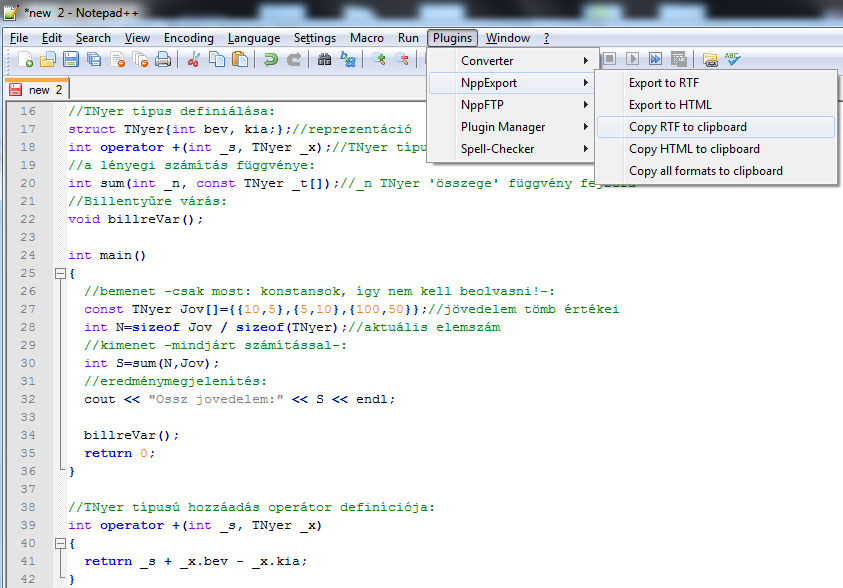 *new  2 - Notepad++
File Edit Search View Encoding Language Settings Macro Run Plugins Window ?
new  2
Converter
NppExport
NppFTP
Plugin Manager
Spell-Checker
Export to RTF
Export to HTML
Copy RTF to clipboard
Copy HTML to clipboard
Copy all formats to clipboard
ABC
16 //TNyer típus definiálása:
17 struct TNyer{int bev, kia;};//reprezentáció
18 int operator +(int _s, TNyer _x);//TNyer típu
19 //a lényegi számítás függvénye:
20 int sum(int _n, const TNyer _t[]);//_n TNyer 'összege' függvény fejsora
21 //Billentyűre várás:
22 void billreVar();
23
24 int main()
25 {
26 //bemenet -csak most: konstansok, így nem kell beolvasni!-:
27 const TNyer Jov[]={{10,5},{5,10},{100,50}};//jövedelem tömb értékei
28 int N=sizeof Jov / sizeof(TNyer);//aktuális elemszám
29 //kimenet -mindjárt számítással-:
30 int S=sum(N,Jov);
31 //eredménymegjelenítés:
32 cout << "Ossz jovedelem:" << S << endl;
33
34 billreVar();
35 return 0;
36 }
37
38 //TNyer típusú hozzáadás operátor definíciója:
39 int operator +(int _s, TNyer _x)
40 {
41 return _s + _x.bev - _x.kia;
42 }